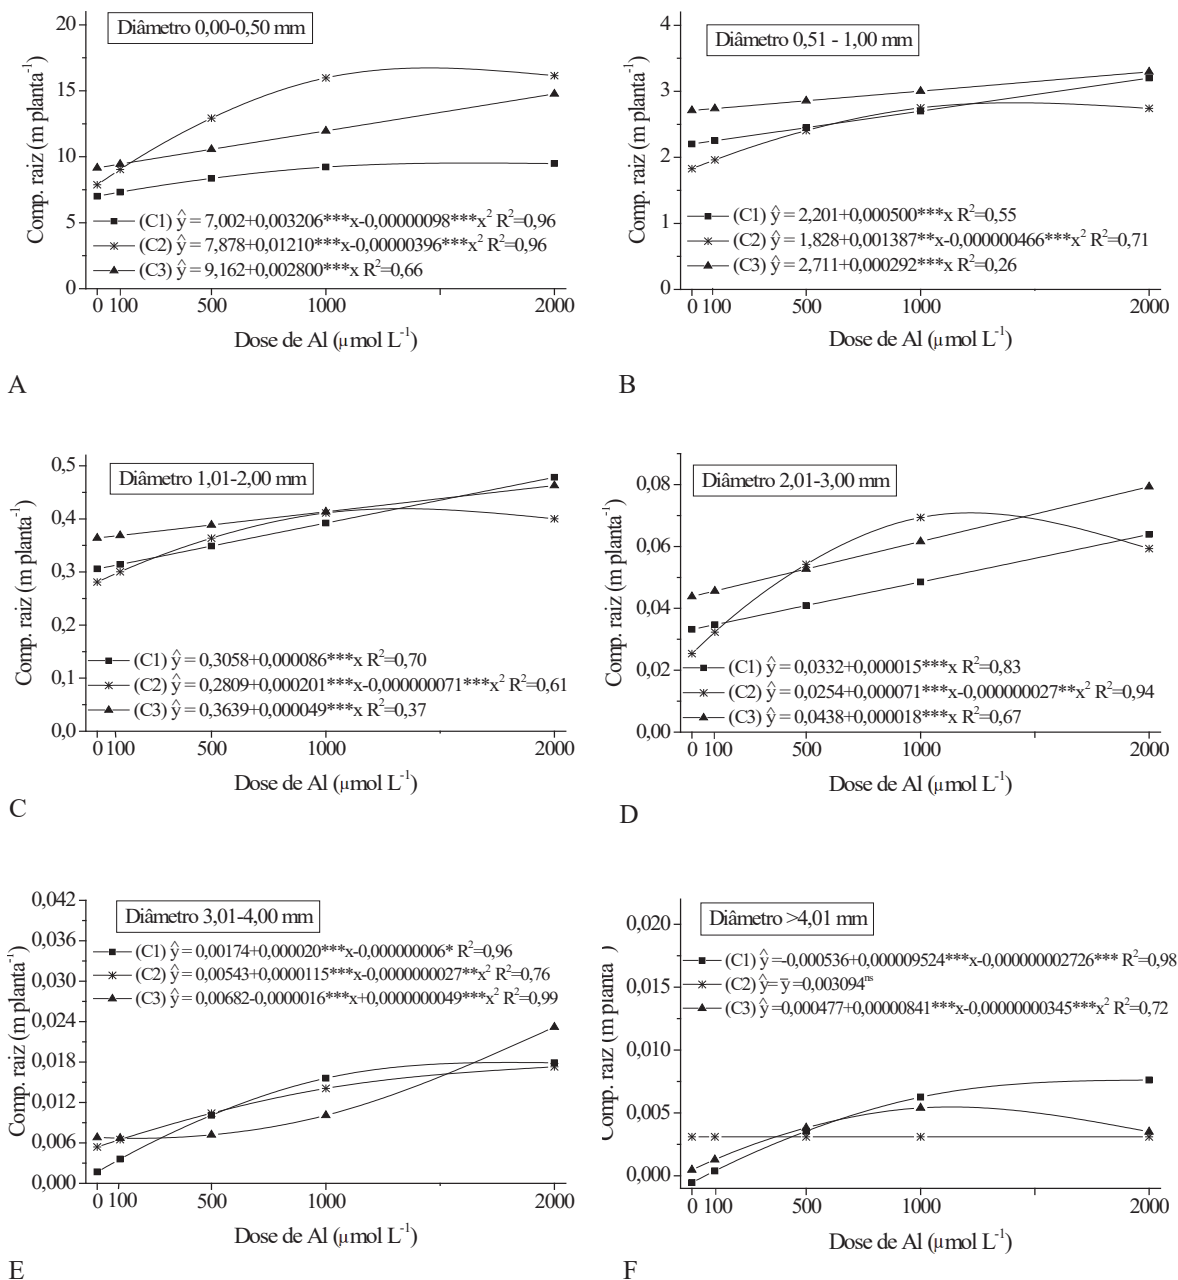 Diâmetro 0,00-0,50 mm
20
15
10
5
0
Comp. raiz (m planta⁻¹)
(C1) ŷ = 7,002+0,003206***x-0,00000098***x² R²=0,96
(C2) ŷ = 7,878+0,01210***x-0,00000396***x² R²=0,96
(C3) ŷ = 9,162+0,002800***x R²=0,66
0 100 500 1000 2000
Dose de Al (μmol L⁻¹)
A
Diâmetro 0,51 - 1,00 mm
4
3
2
1
0
Comp. raiz (m planta⁻¹)
(C1) ŷ = 2,201+0,000500***x R²=0,55
(C2) ŷ = 1,828+0,001387**x-0,000000466***x² R²=0,71
(C3) ŷ = 2,711+0,000292***x R²=0,26
0 100 500 1000 2000
Dose de Al (μmol L⁻¹)
B
Diâmetro 1,01-2,00 mm
0,5
0,4
0,3
0,2
0,1
0,0
Comp. raiz (m planta⁻¹)
(C1) ŷ = 0,3058+0,000086***x R²=0,70
(C2) ŷ = 0,2809+0,000201***x-0,000000071***x² R²=0,61
(C3) ŷ = 0,3639+0,000049***x R²=0,37
0 100 500 1000 2000
Dose de Al (μmol L⁻¹)
C
Diâmetro 2,01-3,00 mm
0,08
0,06
0,04
0,02
0,00
Comp. raiz (m planta⁻¹)
(C1) ŷ = 0,0332+0,000015***x R²=0,83
(C2) ŷ = 0,0254+0,000071***x-0,000000027**x² R²=0,94
(C3) ŷ = 0,0438+0,000018***x R²=0,67
0 100 500 1000 2000
Dose de Al (μmol L⁻¹)
D
Diâmetro 3,01-4,00 mm
0,042
0,036
0,030
0,024
0,018
0,012
0,006
0,000
Comp. raiz (m planta⁻¹)
(C1) ŷ = 0,00174+0,000020***x-0,000000006* R²=0,96
(C2) ŷ = 0,00543+0,0000115***x-0,0000000027**x² R²=0,76
(C3) ŷ = 0,00682-0,0000016***x+0,0000000049***x² R²=0,99
0 100 500 1000 2000
Dose de Al (μmol L⁻¹)
E
Diâmetro >4,01 mm
0,020
0,015
0,010
0,005
0,000
Comp. raiz (m planta⁻¹)
(C1) ŷ =-0,000536+0,000009524***x-0,000000002726*** R²=0,98
(C2) ŷ= ȳ =0,003094ⁿˢ
(C3) ŷ =0,000477+0,00000841***x-0,00000000345***x² R²=0,72
0 100 500 1000 2000
Dose de Al (μmol L⁻¹)
F